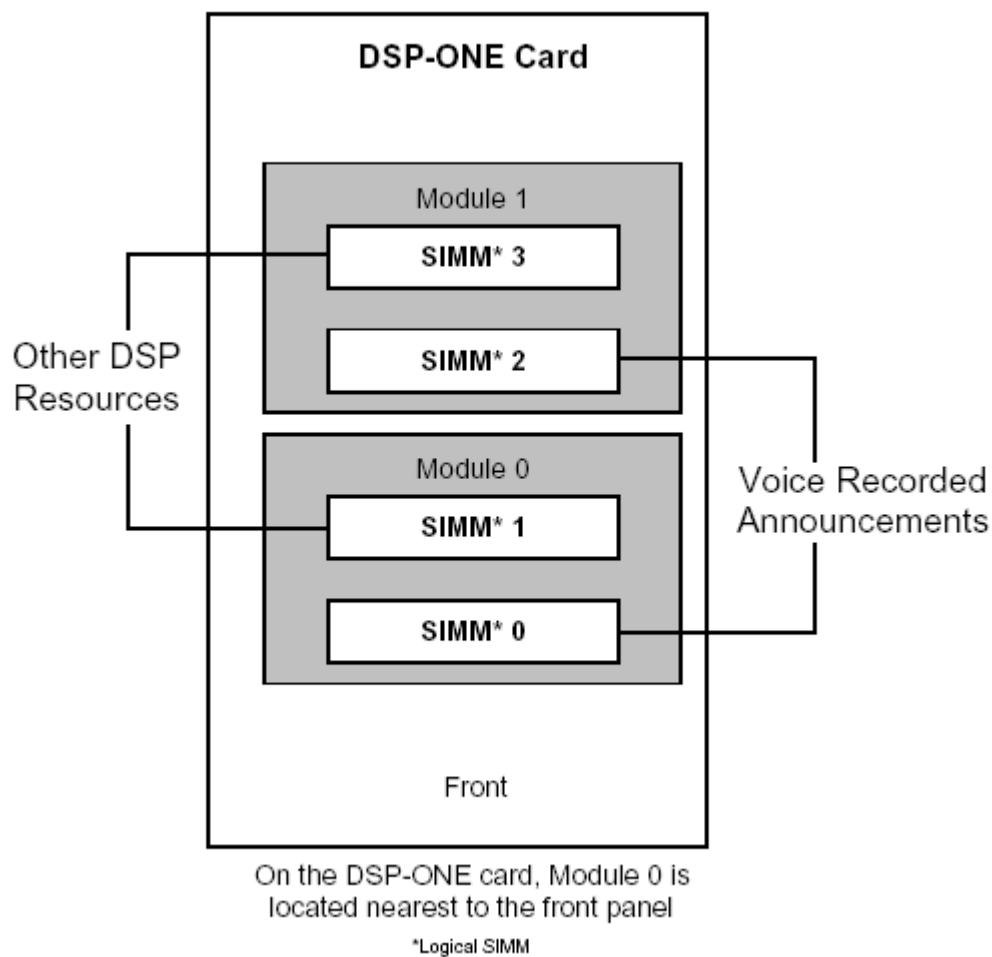 DSP-ONE Card
Module 1
SIMM* 3
SIMM* 2
Other DSP
Resources
Module 0
SIMM* 1
SIMM* 0
Voice Recorded
Announcements
Front
On the DSP-ONE card, Module 0 is
located nearest to the front panel
*Logical SIMM